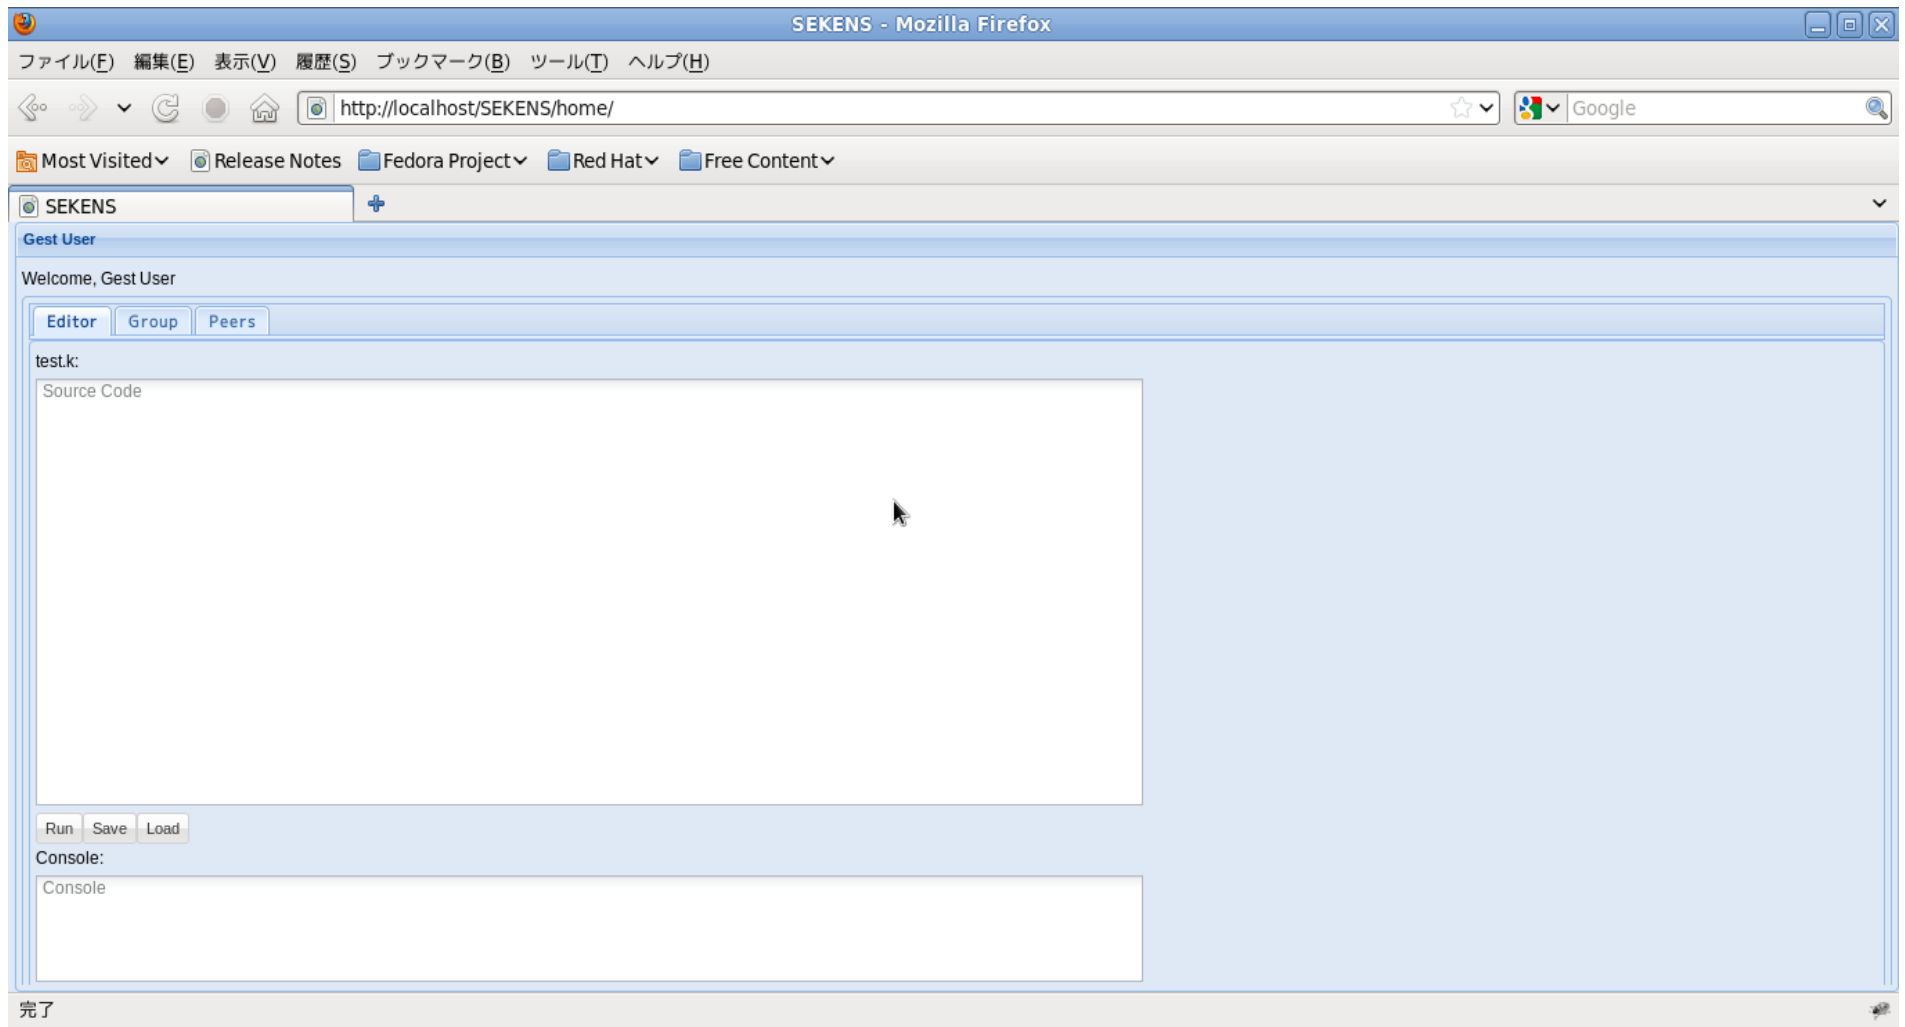 SEKENS - Mozilla Firefox
ファイル(F) 編集(E) 表示(V) 履歴(S) ブックマーク(B) ツール(T) ヘルプ(H)
http://localhost/SEKENS/home/ Google
Most Visited Release Notes Fedora Project Red Hat Free Content
SEKENS
Gest User
Welcome, Gest User
Editor Group Peers
test.k:
Source Code
Run Save Load
Console:
Console
完了